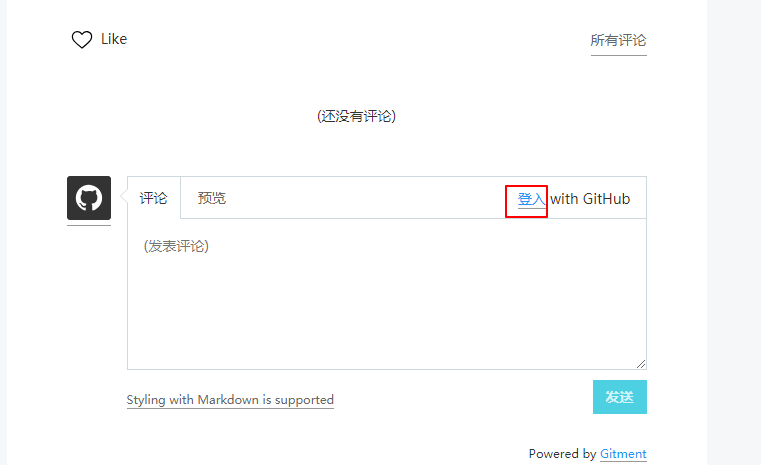 Like 所有评论
(还没有评论)
评论 预览 登入 with GitHub
(发表评论)
Styling with Markdown is supported 发送
Powered by Gitment